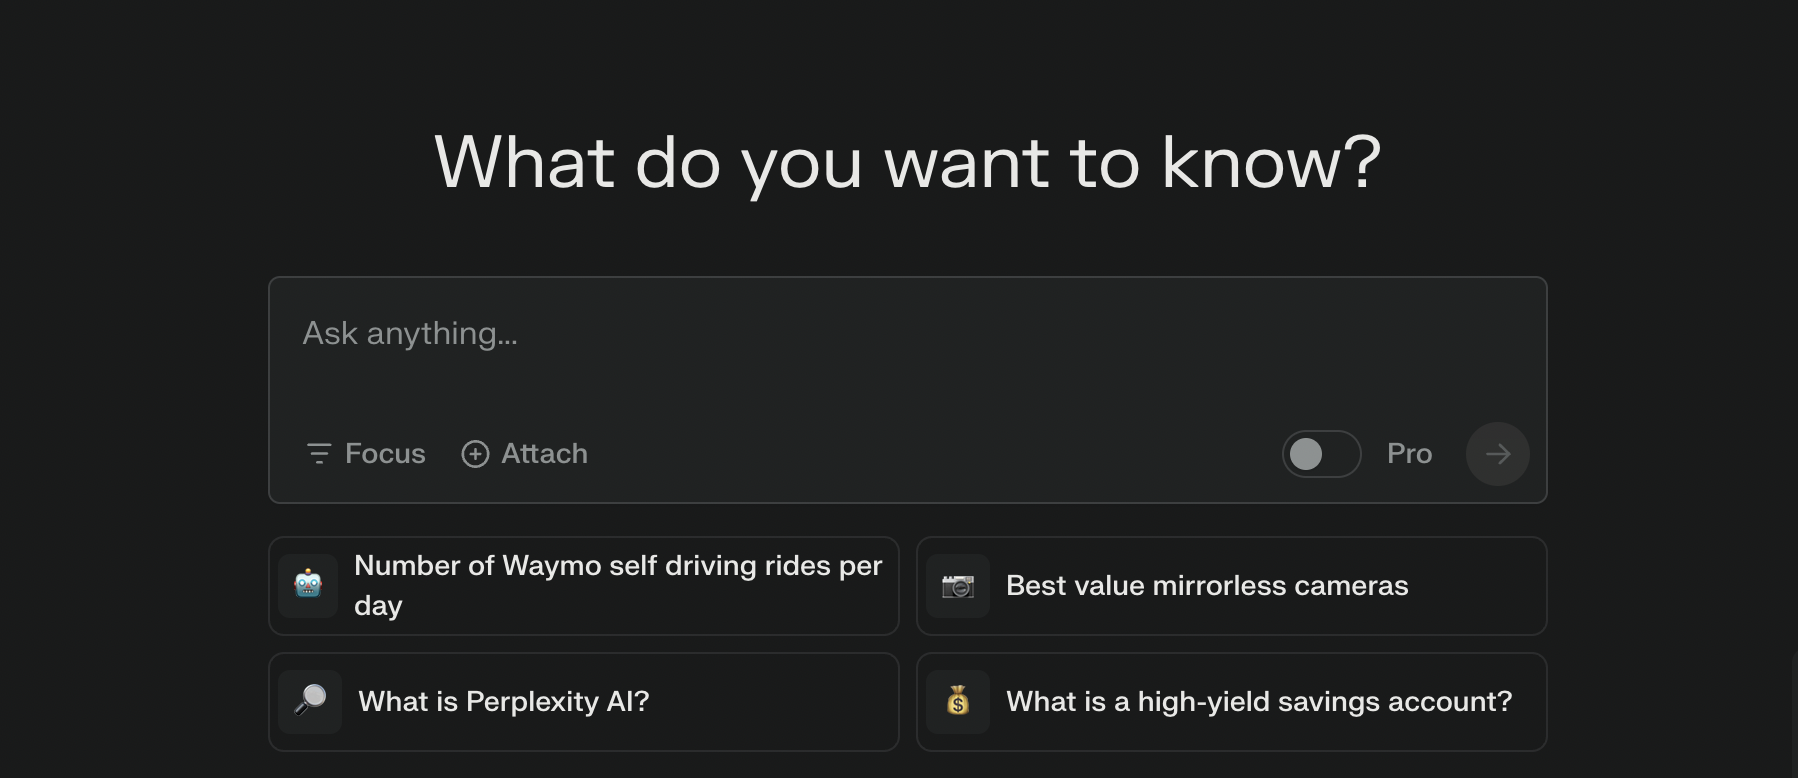 What do you want to know?
Ask anything...
Focus
Attach
Pro
Number of Waymo self driving rides per
day
Best value mirrorless cameras
What is Perplexity AI?
What is a high-yield savings account?